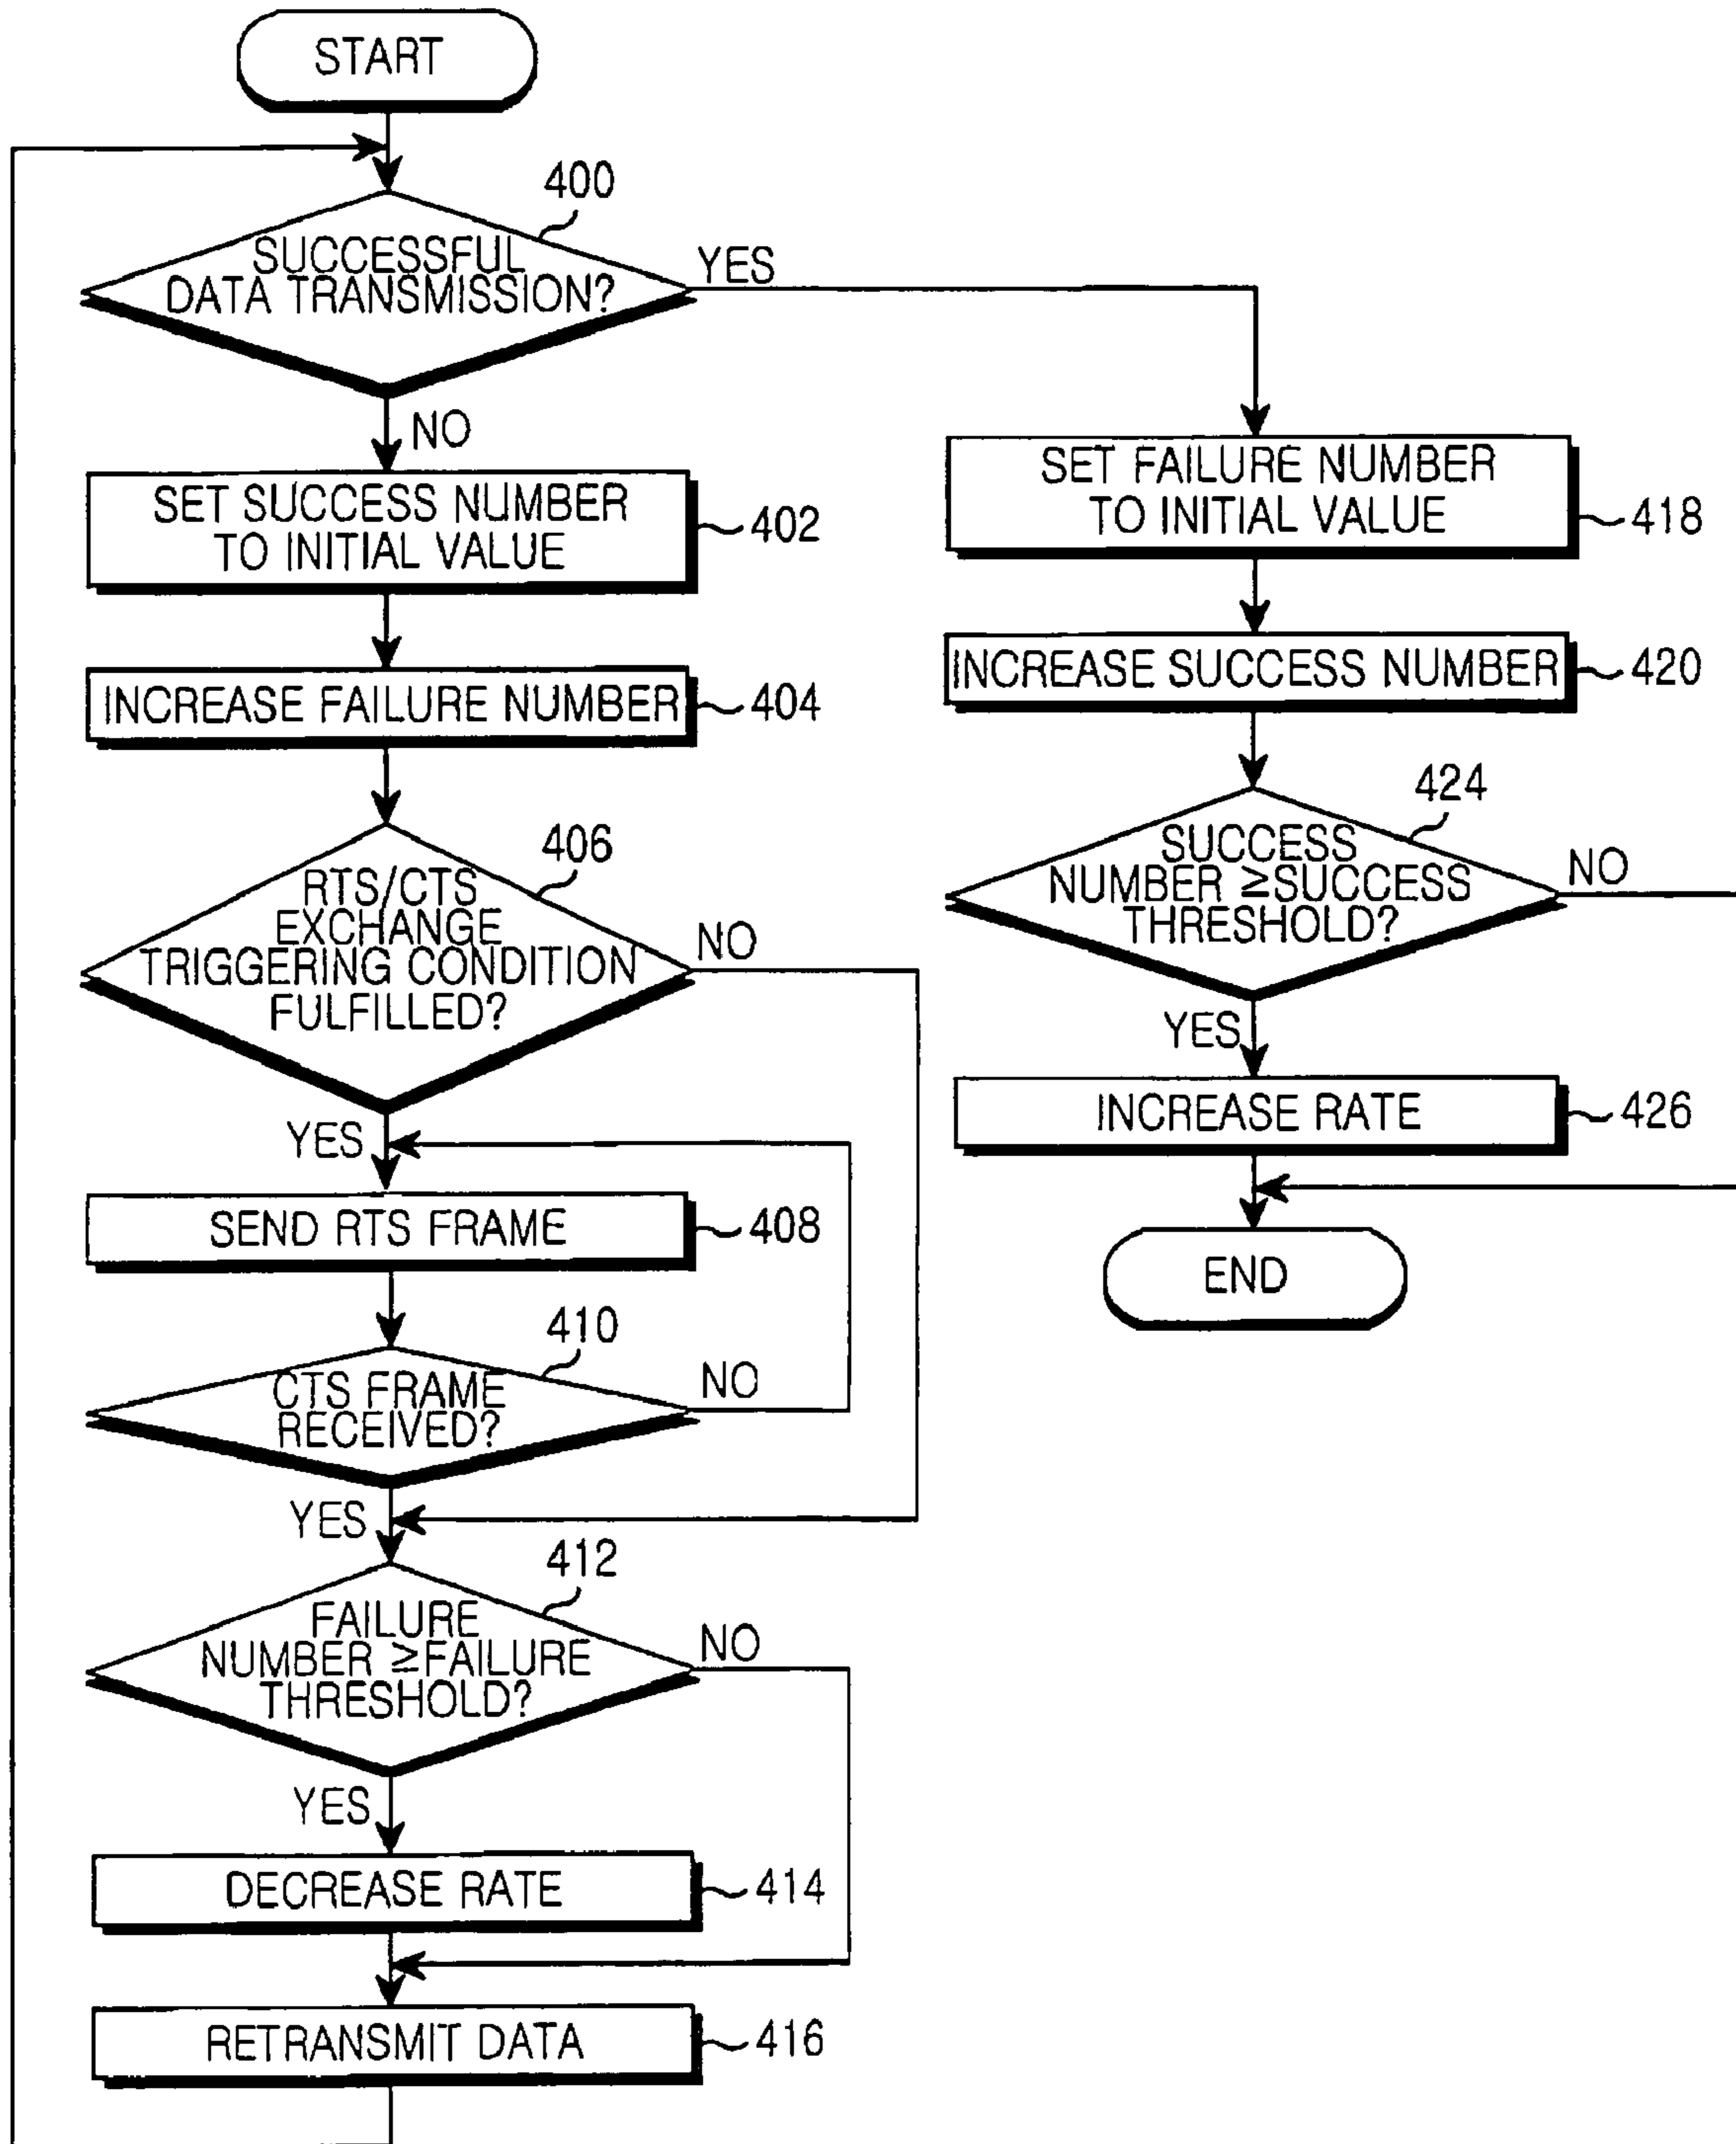 START
400
SUCCESSFUL
DATA TRANSMISSION?
YES
NO
SET SUCCESS NUMBER
TO INITIAL VALUE
402
INCREASE FAILURE NUMBER
404
406
RTS/CTS
EXCHANGE
TRIGGERING CONDITION
FULFILLED?
NO
YES
SEND RTS FRAME
408
410
CTS FRAME
RECEIVED?
NO
YES
412
FAILURE
NUMBER ≥FAILURE
THRESHOLD?
NO
YES
DECREASE RATE
414
RETRANSMIT DATA
416
SET FAILURE NUMBER
TO INITIAL VALUE
418
INCREASE SUCCESS NUMBER
420
424
SUCCESS
NUMBER ≥SUCCESS
THRESHOLD?
NO
YES
INCREASE RATE
426
END